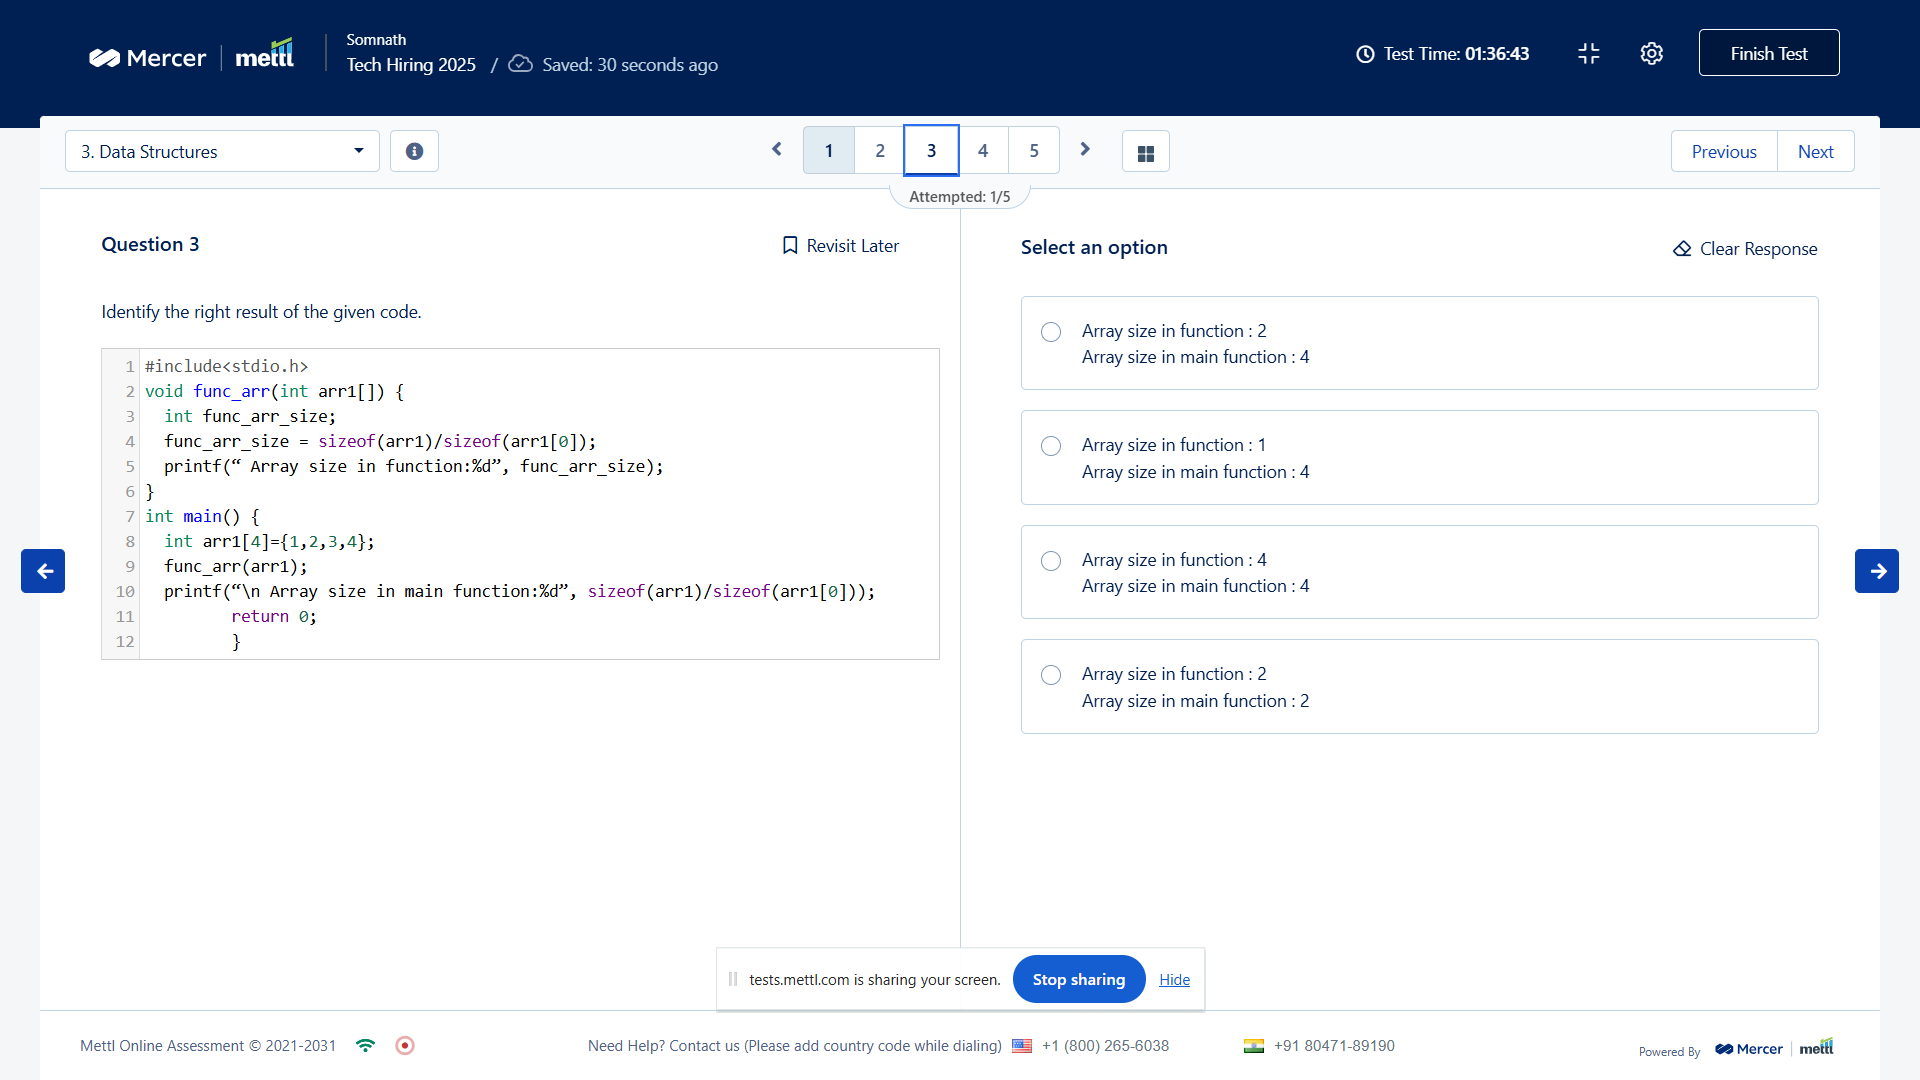 Mercer
mettl
Somnath
Tech Hiring 2025 / Saved: 30 seconds ago
Test Time: 01:36:43
Finish Test
3. Data Structures
1 2 3 4 5
Previous
Next
Attempted: 1/5
Question 3
Revisit Later
Identify the right result of the given code.
1 #include<stdio.h>
2 void func_arr(int arr1[]) {
3 int func_arr_size;
4 func_arr_size = sizeof(arr1)/sizeof(arr1[0]);
5 printf(“ Array size in function:%d”, func_arr_size);
6 }
7 int main() {
8 int arr1[4]={1,2,3,4};
9 func_arr(arr1);
10 printf(“\n Array size in main function:%d”, sizeof(arr1)/sizeof(arr1[0]));
11 return 0;
12 }
Select an option
Clear Response
Array size in function : 2
Array size in main function : 4
Array size in function : 1
Array size in main function : 4
Array size in function : 4
Array size in main function : 4
Array size in function : 2
Array size in main function : 2
tests.mettl.com is sharing your screen.
Stop sharing
Hide
Mettl Online Assessment © 2021-2031
Need Help? Contact us (Please add country code while dialing) +1 (800) 265-6038
+91 80471-89190
Powered By Mercer mettl